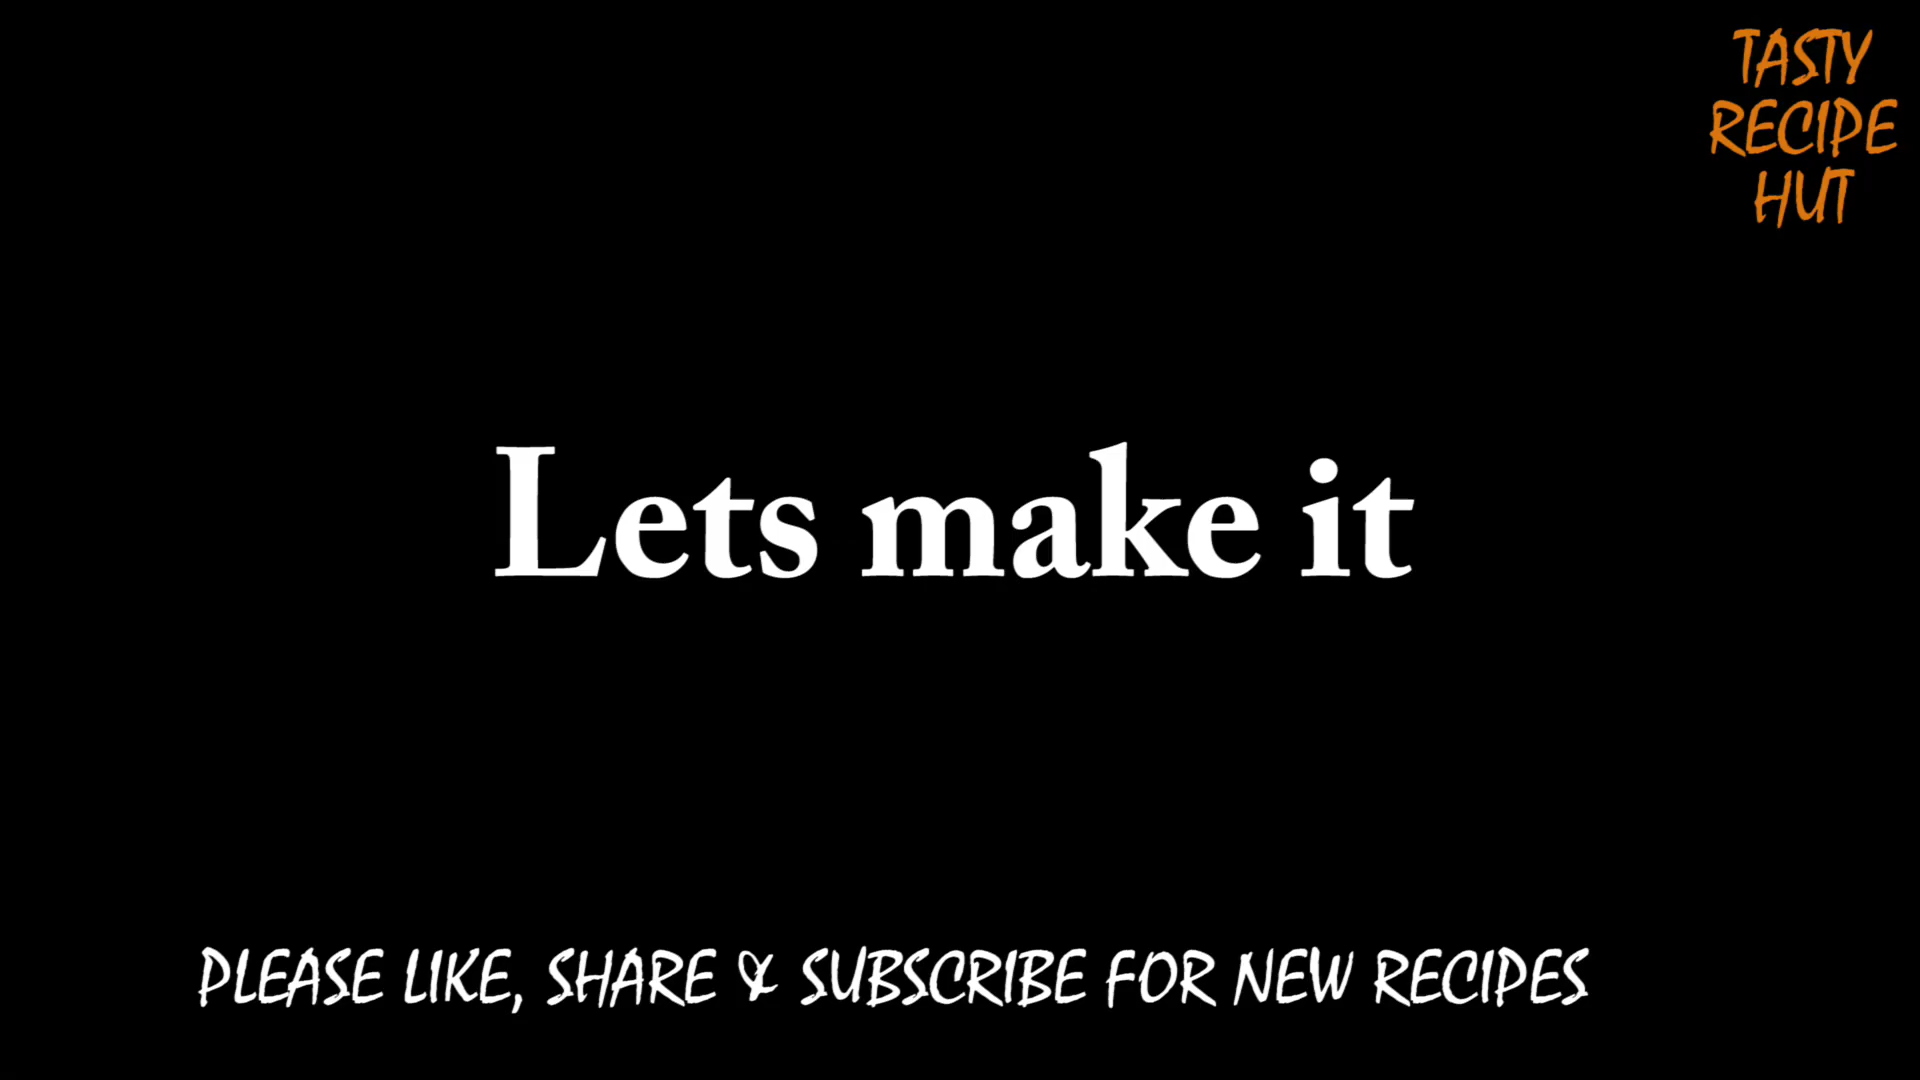 TASTY
RECIPE
HUT
Lets make it
PLEASE LIKE, SHARE & SUBSCRIBE FOR NEW RECIPES